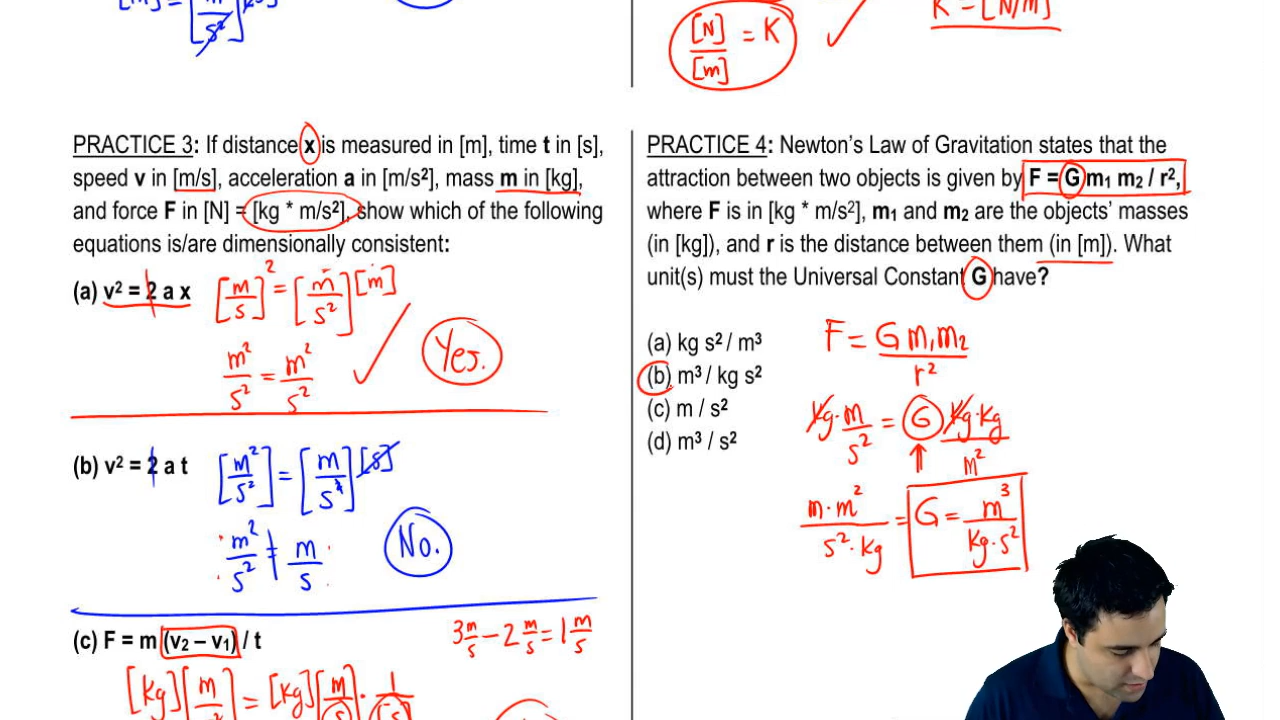 [m] = [m/s²]
[N]/[m] = K
K = [N/m]
PRACTICE 3: If distance x is measured in [m], time t in [s],
speed v in [m/s], acceleration a in [m/s²], mass m in [kg],
and force F in [N] = [kg * m/s²], show which of the following
equations is/are dimensionally consistent:
(a) v² = 2 a x
[m/s]² = [m/s²][m]
m²/s² = m²/s²
Yes.
(b) v² = 2 a t
[m²/s²] = [m/s²][s]
m²/s² ≠ m/s
No.
(c) F = m (v₂ – v₁) / t
3 m/s – 2 m/s = 1 m/s
[kg][m/s²] = [kg][m/s] · 1/[s]
PRACTICE 4: Newton’s Law of Gravitation states that the
attraction between two objects is given by F = G m₁ m₂ / r²,
where F is in [kg * m/s²], m₁ and m₂ are the objects’ masses
(in [kg]), and r is the distance between them (in [m]). What
unit(s) must the Universal Constant G have?
(a) kg s² / m³
(b) m³ / kg s²
(c) m / s²
(d) m³ / s²
F = G m₁m₂ / r²
kg · m/s² = G kg·kg / m²
m·m² / s²·kg = G = m³ / kg·s²